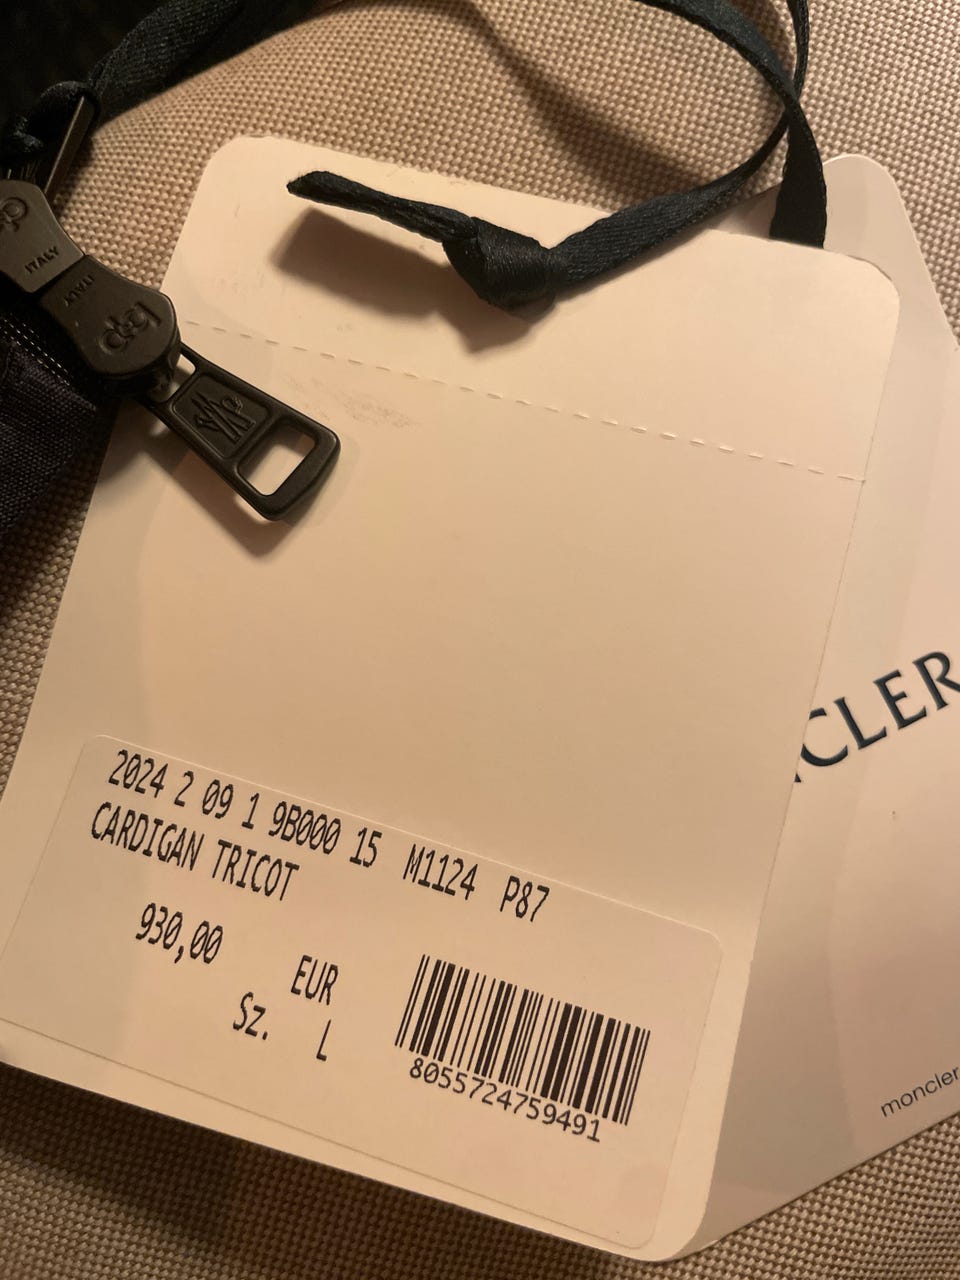 ITALY
ITALY
lampo
CLER
2024 2 09 1 9B000 15 M1124 P87
CARDIGAN TRICOT
930,00
EUR
Sz. L
8055724759491
moncler